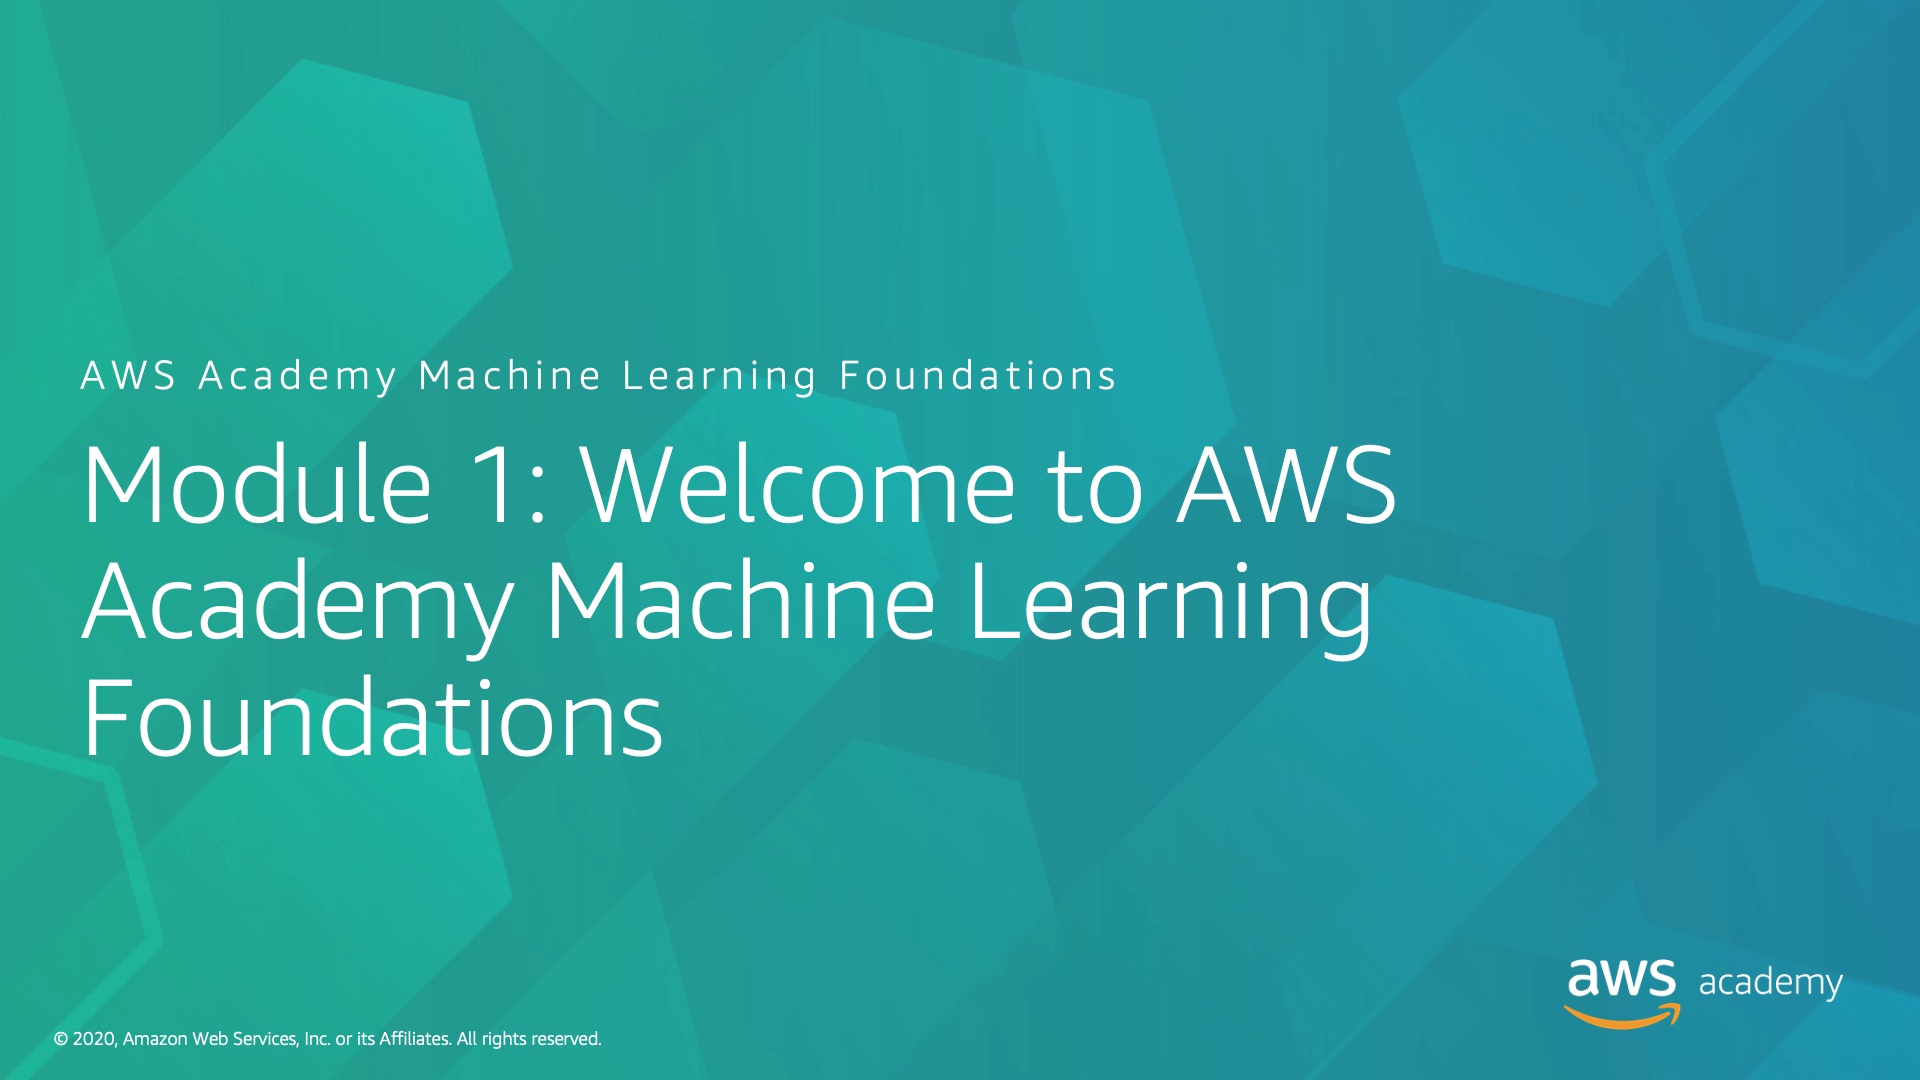 AWS Academy Machine Learning Foundations
Module 1: Welcome to AWS
Academy Machine Learning
Foundations
aws academy
© 2020, Amazon Web Services, Inc. or its Affiliates. All rights reserved.